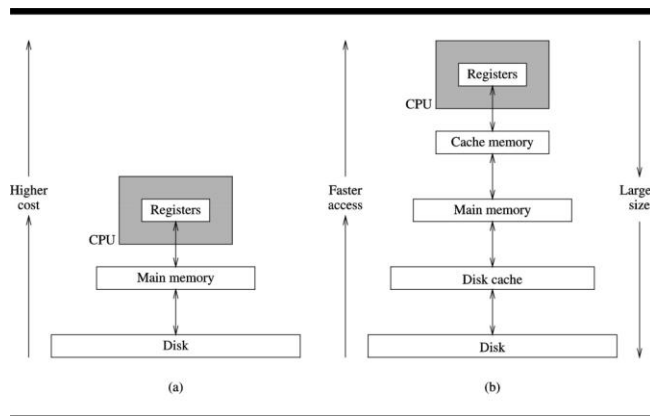 Higher
cost
Registers
CPU
Main memory
Disk
(a)
Faster
access
Registers
CPU
Cache memory
Main memory
Disk cache
Disk
(b)
Large
size